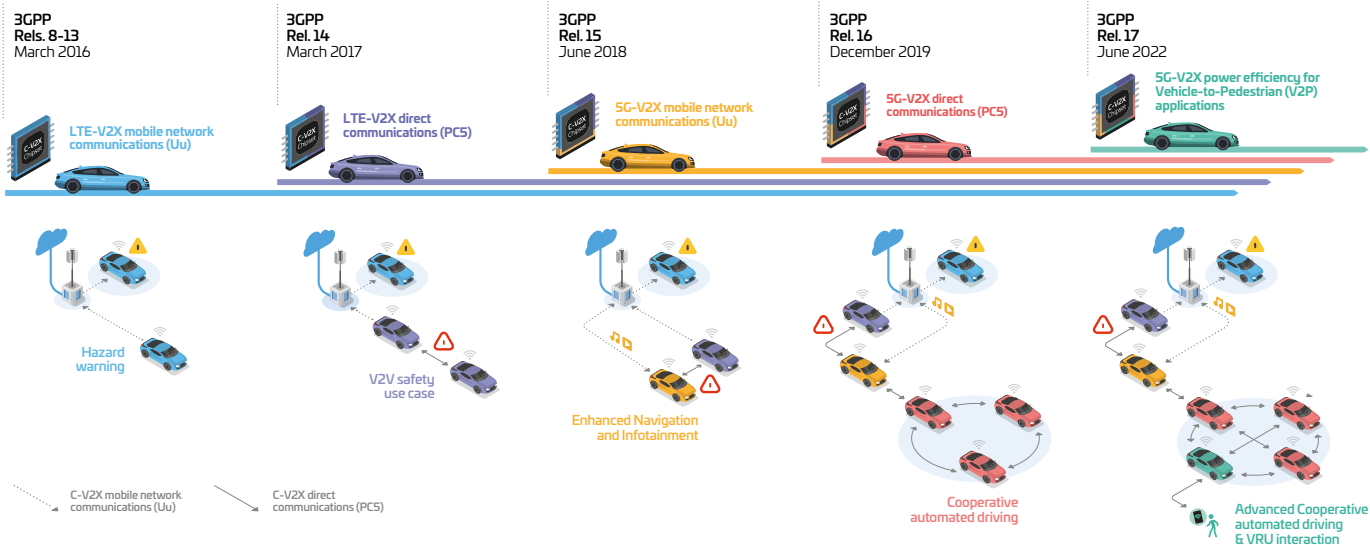 3GPP
Rels. 8-13
March 2016
3GPP
Rel. 14
March 2017
3GPP
Rel. 15
June 2018
3GPP
Rel. 16
December 2019
3GPP
Rel. 17
June 2022
C-V2X
Chipset
LTE-V2X mobile network
communications (Uu)
C-V2X
Chipset
LTE-V2X direct
communications (PC5)
C-V2X
Chipset
5G-V2X mobile network
communications (Uu)
C-V2X
Chipset
5G-V2X direct
communications (PC5)
C-V2X
Chipset
5G-V2X power efficiency for
Vehicle-to-Pedestrian (V2P)
applications
Hazard
warning
V2V safety
use case
Enhanced Navigation
and Infotainment
Cooperative
automated driving
Advanced Cooperative
automated driving
& VRU interaction
C-V2X mobile network
communications (Uu)
C-V2X direct
communications (PC5)